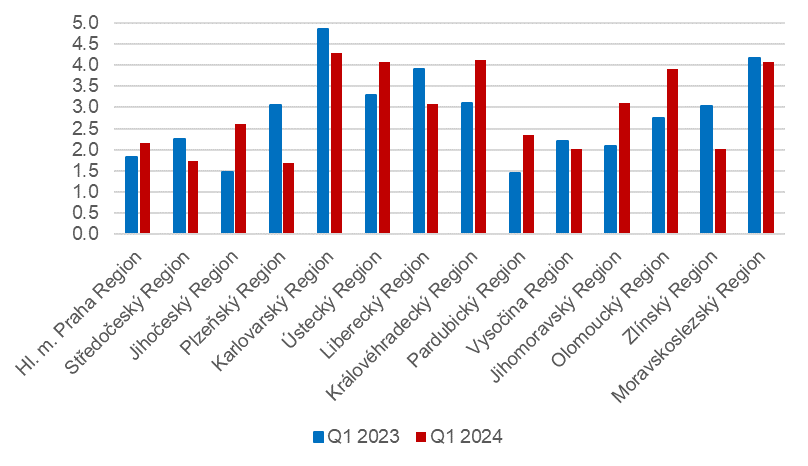 5.0
4.5
4.0
3.5
3.0
2.5
2.0
1.5
1.0
0.5
0.0
Hl. m. Praha Region
Středočeský Region
Jihočeský Region
Plzeňský Region
Karlovarský Region
Ústecký Region
Liberecký Region
Královéhradecký Region
Pardubický Region
Vysočina Region
Jihomoravský Region
Olomoucký Region
Zlínský Region
Moravskoslezský Region
Q1 2023 Q1 2024